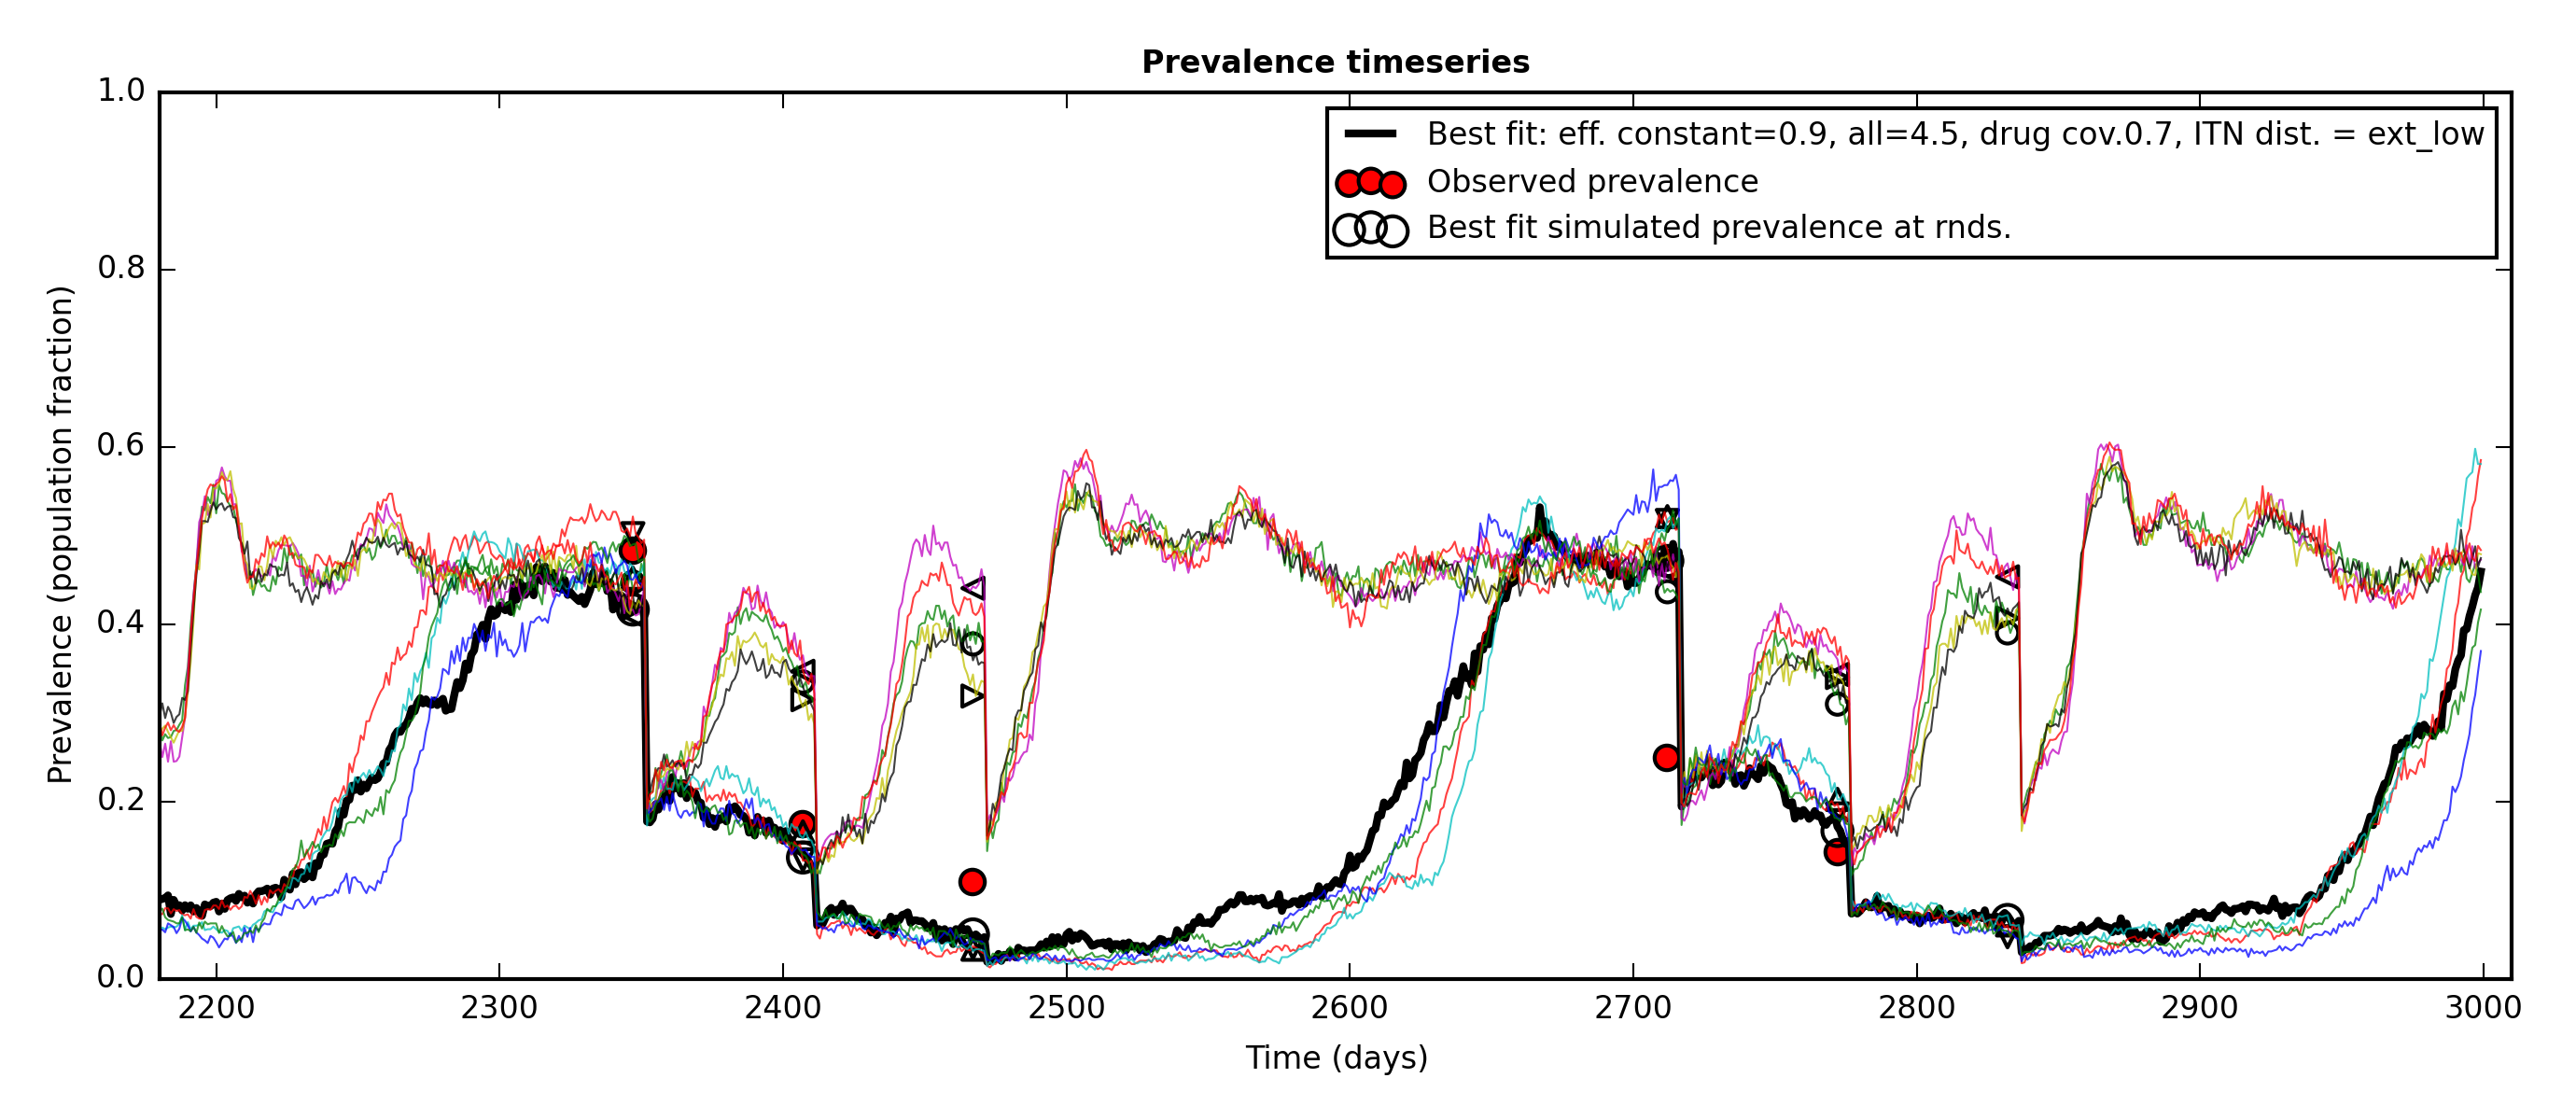 Prevalence timeseries
1.0
0.8
0.6
0.4
0.2
0.0
Prevalence (population fraction)
Best fit: eff. constant=0.9, all=4.5, drug cov.0.7, ITN dist. = ext_low
Observed prevalence
Best fit simulated prevalence at rnds.
2200 2300 2400 2500 2600 2700 2800 2900 3000
Time (days)